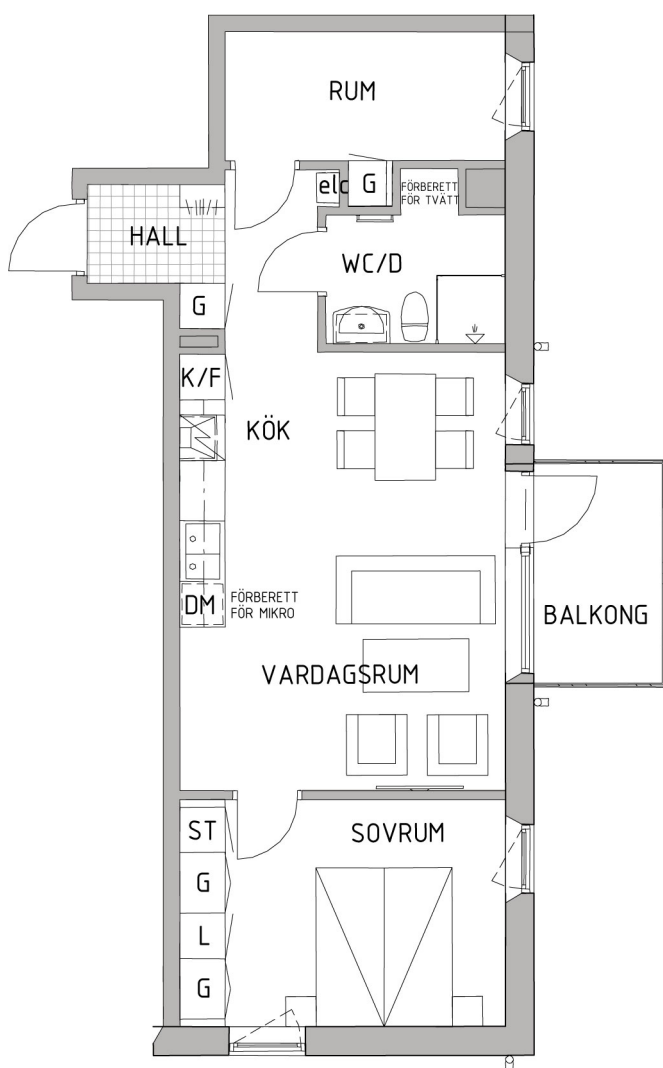 RUM
elc G FÖRBERETT
FÖR TVÄTT
HALL
WC/D
G
K/F
KÖK
DM FÖRBERETT
FÖR MIKRO
BALKONG
VARDAGSRUM
ST SOVRUM
G
L
G